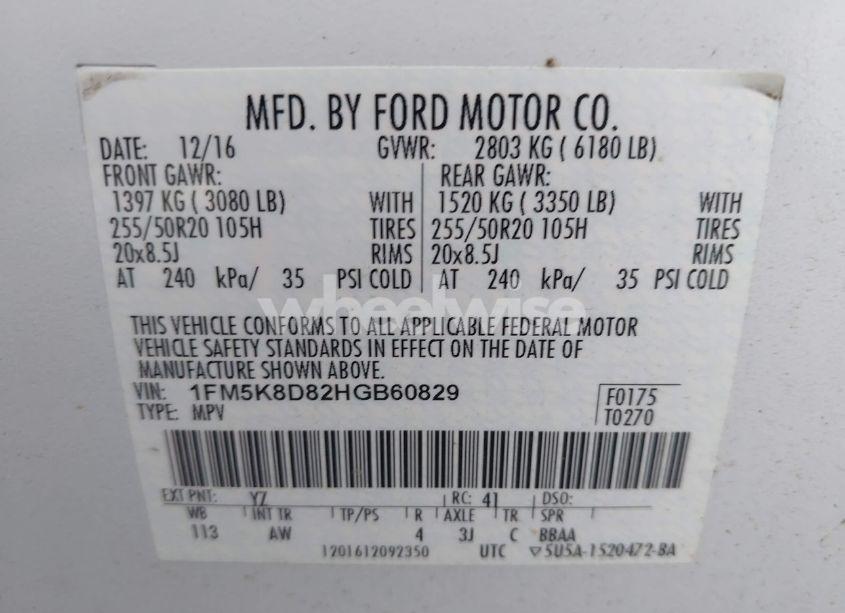 MFD. BY FORD MOTOR CO.
DATE: 12/16 GVWR: 2803 KG ( 6180 LB)
FRONT GAWR: REAR GAWR:
1397 KG ( 3080 LB) WITH 1520 KG ( 3350 LB) WITH
255/50R20 105H TIRES 255/50R20 105H TIRES
20x8.5J RIMS 20x8.5J RIMS
AT 240 kPa/ 35 PSI COLD AT 240 kPa/ 35 PSI COLD
wheelwise
THIS VEHICLE CONFORMS TO ALL APPLICABLE FEDERAL MOTOR
VEHICLE SAFETY STANDARDS IN EFFECT ON THE DATE OF
MANUFACTURE SHOWN ABOVE.
VIN: 1FM5K8D82HGB60829 F0175
TYPE: MPV T0270
EXT PNT: YZ RC: 41 DSO:
WB INT TR TP/PS R AXLE TR SPR
113 AW 4 3J C BBAA
1201612092350 UTC ▽5U5A-1520472-BA